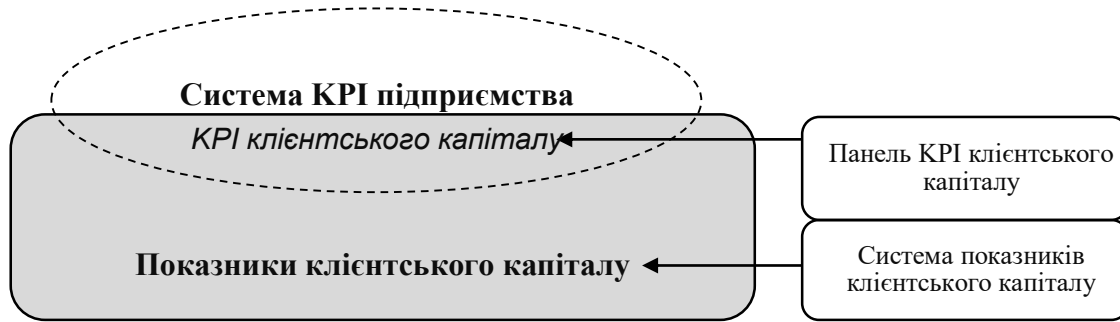 Система KPI підприємства
KPI клієнтського капіталу
Панель KPI клієнтського
капіталу
Показники клієнтського капіталу
Система показників
клієнтського капіталу